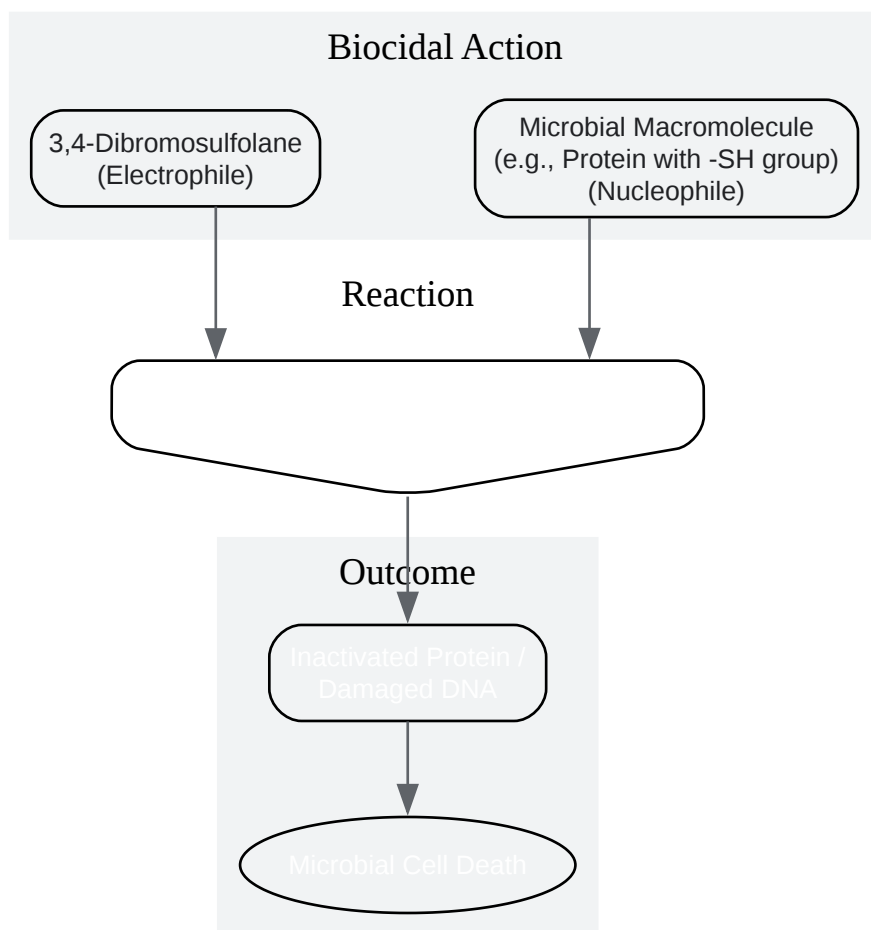 Biocidal Action
3,4-Dibromosulfolane
(Electrophile)
Microbial Macromolecule
(e.g., Protein with -SH group)
(Nucleophile)
Reaction
Outcome
Inactivated Protein /
Damaged DNA
Microbial Cell Death